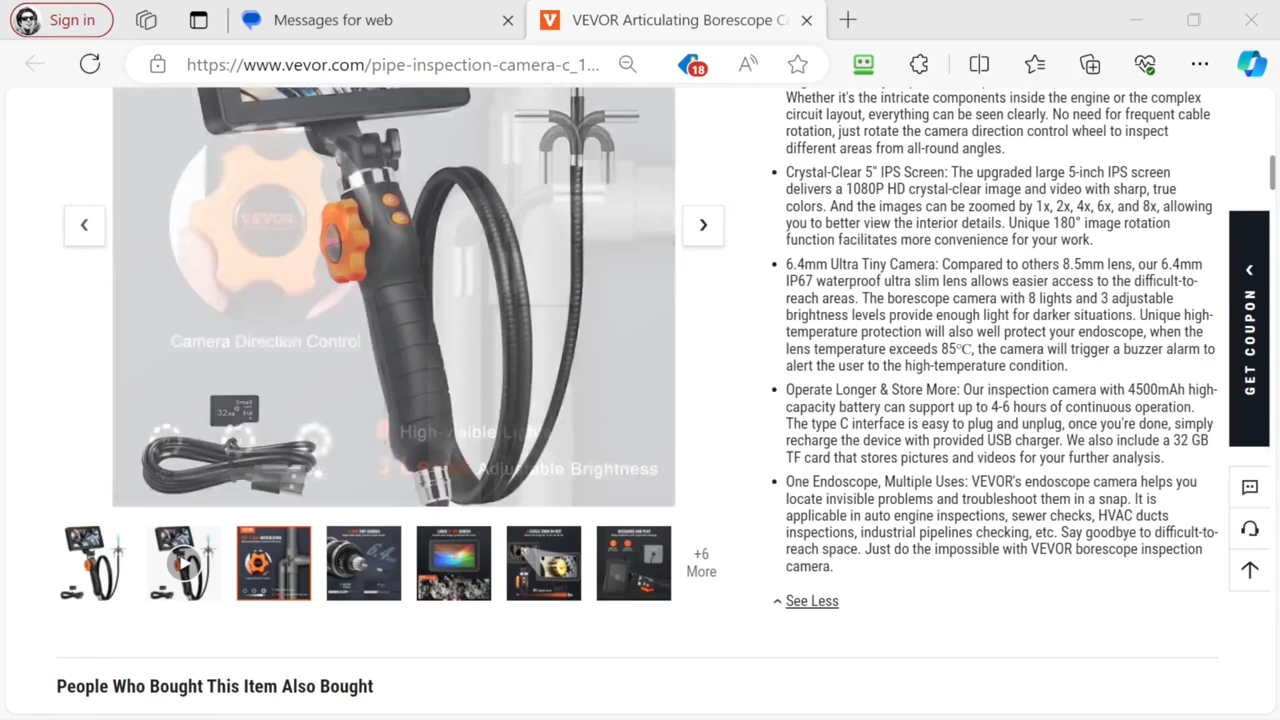 Sign in
Messages for web
VEVOR Articulating Borescope C
https://www.vevor.com/pipe-inspection-camera-c_1...
18
Whether it's the intricate components inside the engine or the complex
circuit layout, everything can be seen clearly. No need for frequent cable
rotation, just rotate the camera direction control wheel to inspect
different areas from all-round angles.
Crystal-Clear 5" IPS Screen: The upgraded large 5-inch IPS screen
delivers a 1080P HD crystal-clear image and video with sharp, true
colors. And the images can be zoomed by 1x, 2x, 4x, 6x, and 8x, allowing
you to better view the interior details. Unique 180° image rotation
function facilitates more convenience for your work.
6.4mm Ultra Tiny Camera: Compared to others 8.5mm lens, our 6.4mm
IP67 waterproof ultra slim lens allows easier access to the difficult-to-
reach areas. The borescope camera with 8 lights and 3 adjustable
brightness levels provide enough light for darker situations. Unique high-
temperature protection will also well protect your endoscope, when the
lens temperature exceeds 85℃, the camera will trigger a buzzer alarm to
alert the user to the high-temperature condition.
Operate Longer & Store More: Our inspection camera with 4500mAh high-
capacity battery can support up to 4-6 hours of continuous operation.
The type C interface is easy to plug and unplug, once you're done, simply
recharge the device with provided USB charger. We also include a 32 GB
TF card that stores pictures and videos for your further analysis.
One Endoscope, Multiple Uses: VEVOR's endoscope camera helps you
locate invisible problems and troubleshoot them in a snap. It is
applicable in auto engine inspections, sewer checks, HVAC ducts
inspections, industrial pipelines checking, etc. Say goodbye to difficult-to-
reach space. Just do the impossible with VEVOR borescope inspection
camera.
See Less
GET COUPON
VEVOR
Camera Direction Control
32GB
High-visible
Adjustable Brightness
+6
More
People Who Bought This Item Also Bought